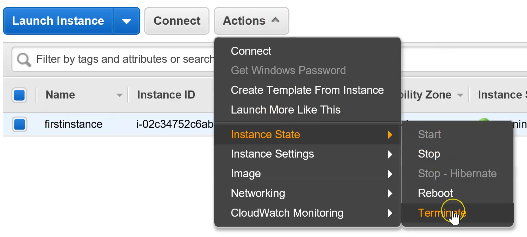 Launch Instance
Connect
Actions
Filter by tags and attributes or search
Name
Instance ID
bility Zone
Instance S
firstinstance
i-02c34752c6ab
nin
Connect
Get Windows Password
Create Template From Instance
Launch More Like This
Instance State
Instance Settings
Image
Networking
CloudWatch Monitoring
Start
Stop
Stop - Hibernate
Reboot
Terminate